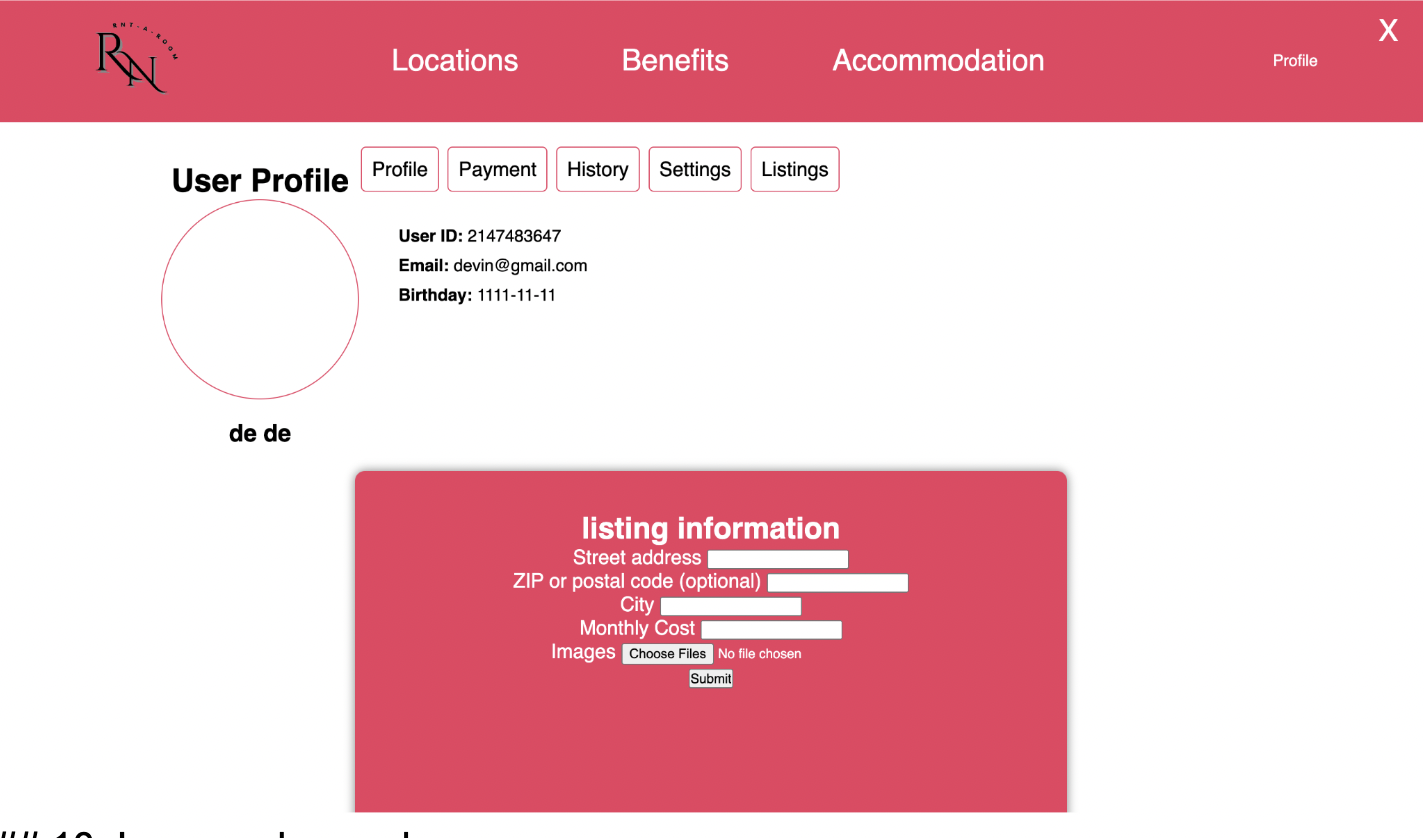 RNT-A-ROOM
RN
Locations Benefits Accommodation Profile X
User Profile Profile Payment History Settings Listings
User ID: 2147483647
Email: devin@gmail.com
Birthday: 1111-11-11
de de
listing information
Street address
ZIP or postal code (optional)
City
Monthly Cost
Images Choose Files No file chosen
Submit